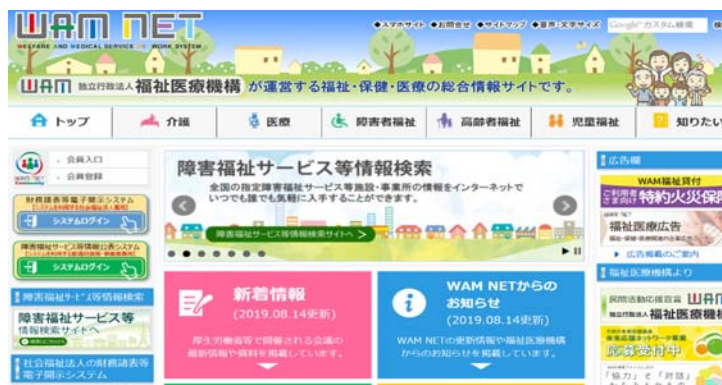 WAM NET
WELFARE AND MEDICAL SERVICE NET WORK SYSTEM
◆スマホサイト ◆お問合せ ◆サイトマップ ◆音声・文字サイズ
Google カスタム検索
WAM 独立行政法人 福祉医療機構 が運営する福祉・保健・医療の総合情報サイトです。
トップ
介護
医療
障害者福祉
高齢者福祉
児童福祉
知りたい
会員入口
会員登録
財務諸表等電子開示システム
システムログイン
障害福祉サービス等情報公表システム
システムログイン
障害福祉サービス等情報検索
障害福祉サービス等
情報検索サイトへ
社会福祉法人の財務諸表等
電子開示システム
障害福祉サービス等情報検索
全国の指定障害福祉サービス等施設・事業所の情報をインターネットで
いつでも誰でも気軽に入手することができます。
障害福祉サービス等情報検索サイトへ >
新着情報
(2019.08.14更新)
厚生労働省等で開催される会議の
最新情報や資料を掲載しています。
WAM NETからの
お知らせ
(2019.08.14更新)
WAM NETの更新情報や福祉医療機構
からのお知らせを掲載しています。
広告欄
WAM福祉貸付
ご利用者さま向け 特約火災保険
福祉医療広告
広告掲載のご案内
福祉医療機構より
民間活動応援宣言 WAM
独立行政法人 福祉医療機構
応募受付中
「協力」と「対話」